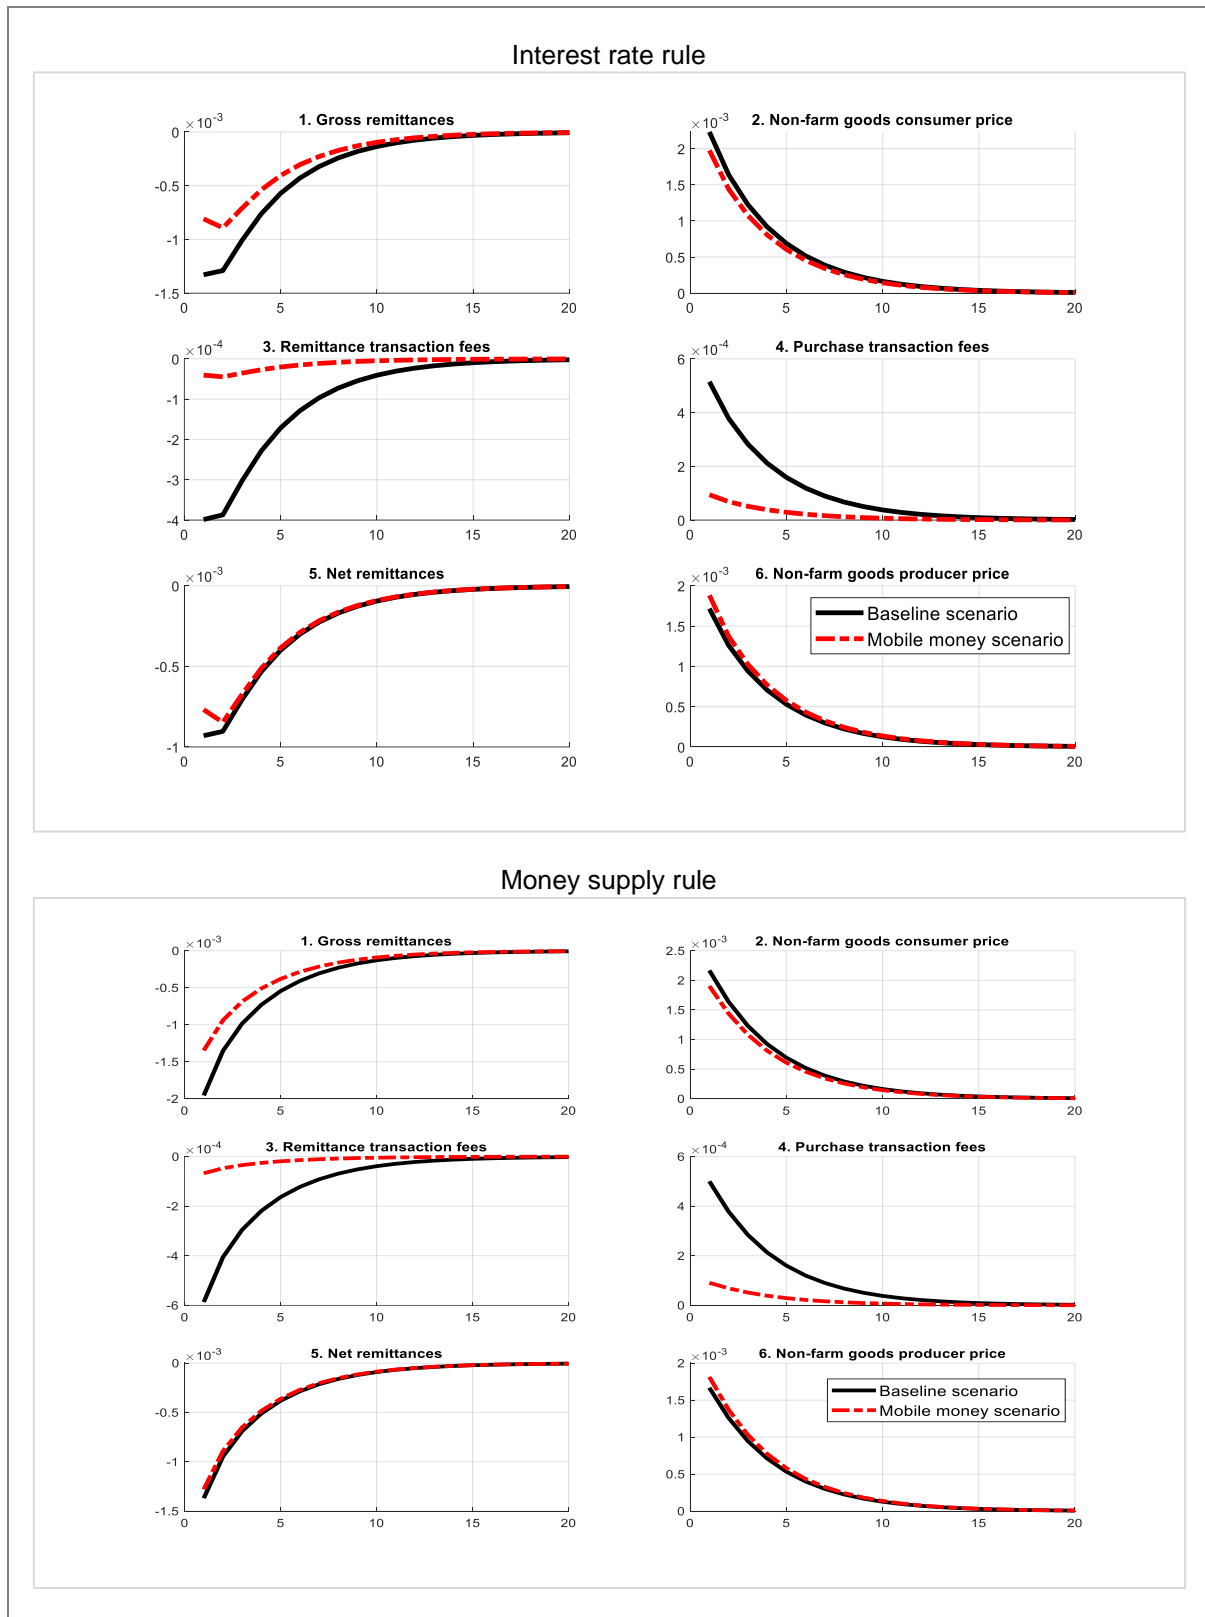 Interest rate rule
×10⁻³ 1. Gross remittances
0
-0.5
-1
-1.5
0 5 10 15 20
×10⁻³ 2. Non-farm goods consumer price
2
1.5
1
0.5
0
0 5 10 15 20
×10⁻⁴ 3. Remittance transaction fees
0
-1
-2
-3
-4
0 5 10 15 20
×10⁻⁴ 4. Purchase transaction fees
6
4
2
0
0 5 10 15 20
×10⁻³ 5. Net remittances
0
-0.5
-1
0 5 10 15 20
×10⁻³ 6. Non-farm goods producer price
2
1.5
1
0.5
0
0 5 10 15 20
Baseline scenario
Mobile money scenario
Money supply rule
×10⁻³ 1. Gross remittances
0
-0.5
-1
-1.5
-2
0 5 10 15 20
×10⁻³ 2. Non-farm goods consumer price
2.5
2
1.5
1
0.5
0
0 5 10 15 20
×10⁻⁴ 3. Remittance transaction fees
0
-2
-4
-6
0 5 10 15 20
×10⁻⁴ 4. Purchase transaction fees
6
4
2
0
0 5 10 15 20
×10⁻³ 5. Net remittances
0
-0.5
-1
-1.5
0 5 10 15 20
×10⁻³ 6. Non-farm goods producer price
2
1.5
1
0.5
0
0 5 10 15 20
Baseline scenario
Mobile money scenario